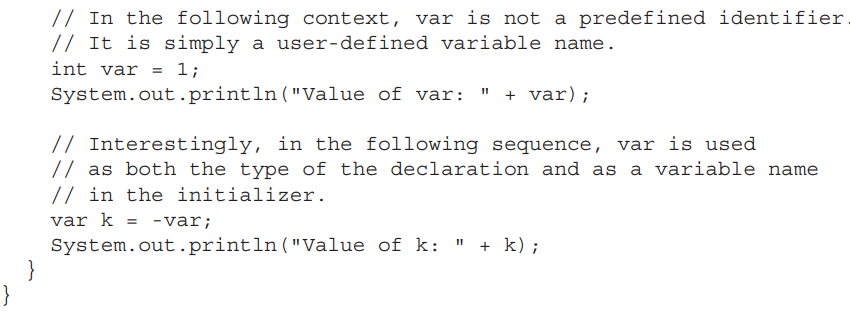 // In the following context, var is not a predefined identifier.
// It is simply a user-defined variable name.
int var = 1;
System.out.println("Value of var: " + var);
// Interestingly, in the following sequence, var is used
// as both the type of the declaration and as a variable name
// in the initializer.
var k = -var;
System.out.println("Value of k: " + k);
}
}